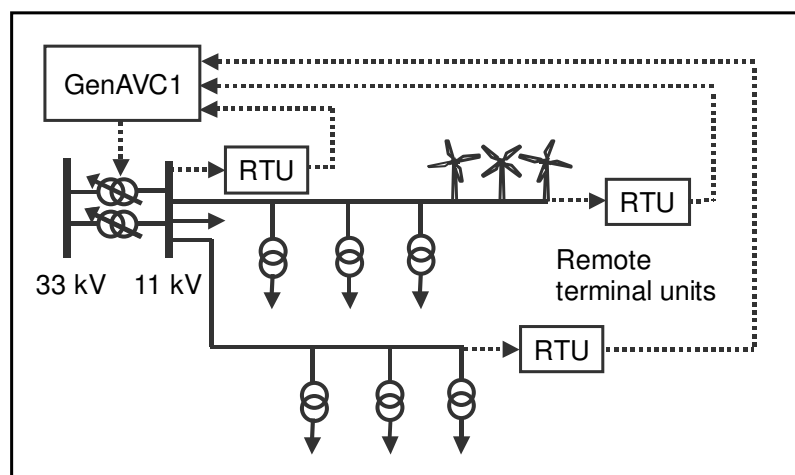 GenAVC1
RTU
RTU
33 kV
11 kV
Remote
terminal units
RTU